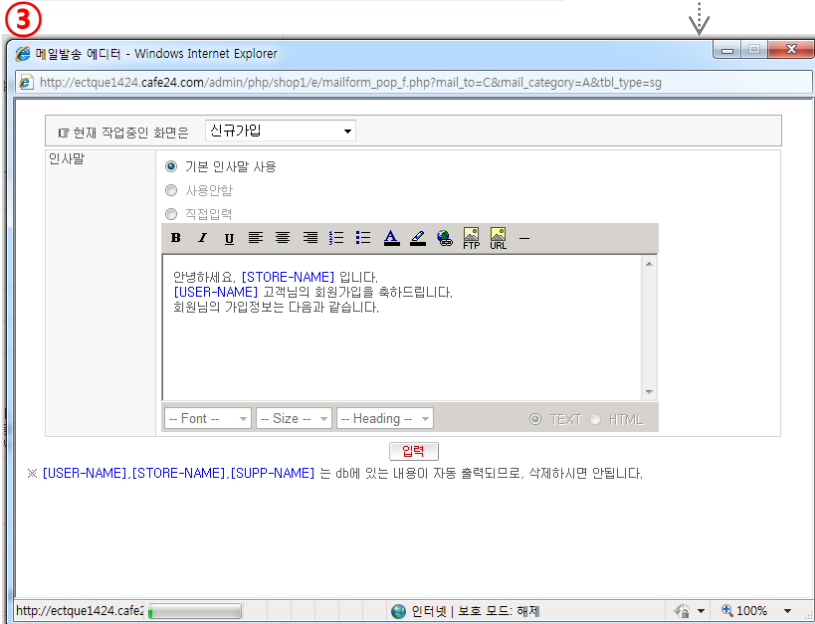 ③
메일발송 에디터 - Windows Internet Explorer
http://ectque1424.cafe24.com/admin/php/shop1/e/mailform_pop_f.php?mail_to=C&mail_category=A&tbl_type=sg
☞ 현재 작업중인 화면은 신규가입
인사말
기본 인사말 사용
사용안함
직접입력
B I U A FTP URL
안녕하세요, [STORE-NAME] 입니다.
[USER-NAME] 고객님의 회원가입을 축하드립니다.
회원님의 가입정보는 다음과 같습니다.
-- Font -- -- Size -- -- Heading -- TEXT HTML
입력
※ [USER-NAME],[STORE-NAME],[SUPP-NAME] 는 db에 있는 내용이 자동 출력되므로, 삭제하시면 안됩니다.
http://ectque1424.cafe2 인터넷 | 보호 모드: 해제 100%